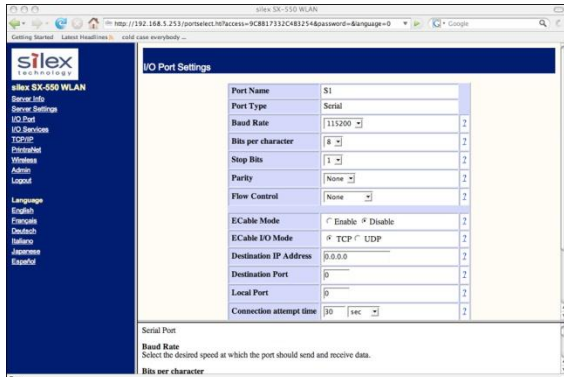 silex SX-550 WLAN
http://192.168.5.253/portselect.htl?access=9C8817332C483254&password=&language=0
Google
Getting Started Latest Headlines cold case everybody ...
silex
technology
silex SX-550 WLAN
Server Info
Server Settings
I/O Port
I/O Services
TCP/IP
PrintraNet
Wireless
Admin
Logout
Language
English
Français
Deutsch
Italiano
Japanese
Español
I/O Port Settings
Port Name S1
Port Type Serial
Baud Rate 115200 ?
Bits per character 8 ?
Stop Bits 1 ?
Parity None ?
Flow Control None ?
ECable Mode Enable Disable ?
ECable I/O Mode TCP UDP ?
Destination IP Address 0.0.0.0 ?
Destination Port 0 ?
Local Port 0 ?
Connection attempt time 30 sec ?
Serial Port
Baud Rate
Select the desired speed at which the port should send and receive data.
Bits per character